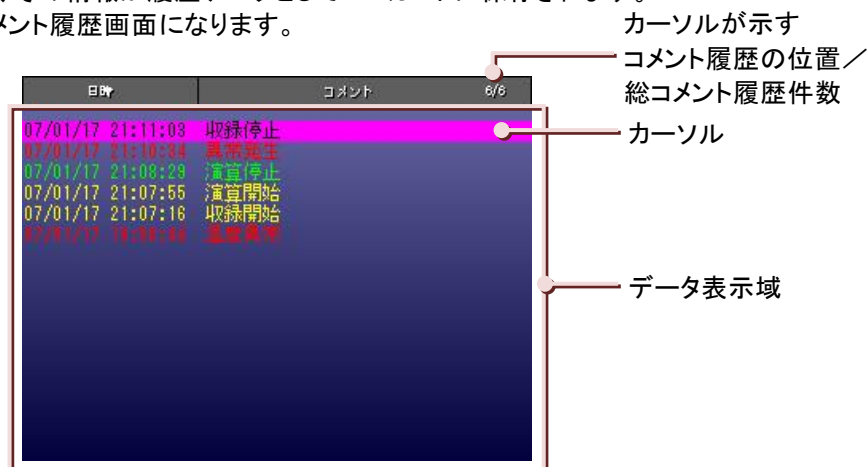 メント履歴画面になります。
カーソルが示す
コメント履歴の位置／
総コメント履歴件数
カーソル
データ表示域
日時 コメント 6/6
07/01/17 21:11:03 収録停止
07/01/17 21:10:34 異常発生
07/01/17 21:08:29 演算停止
07/01/17 21:07:55 演算開始
07/01/17 21:07:16 収録開始
温度異常